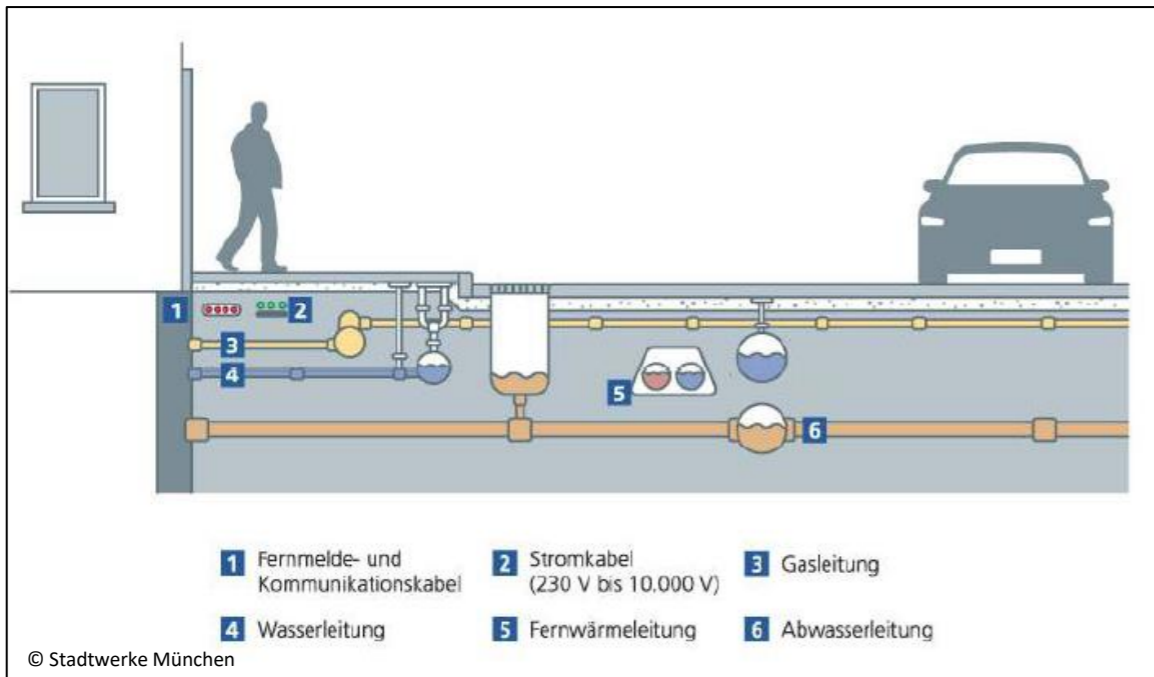 1
2
3
4
5
6
1 Fernmelde- und
Kommunikationskabel
2 Stromkabel
(230 V bis 10.000 V)
3 Gasleitung
4 Wasserleitung
5 Fernwärmeleitung
6 Abwasserleitung
© Stadtwerke München